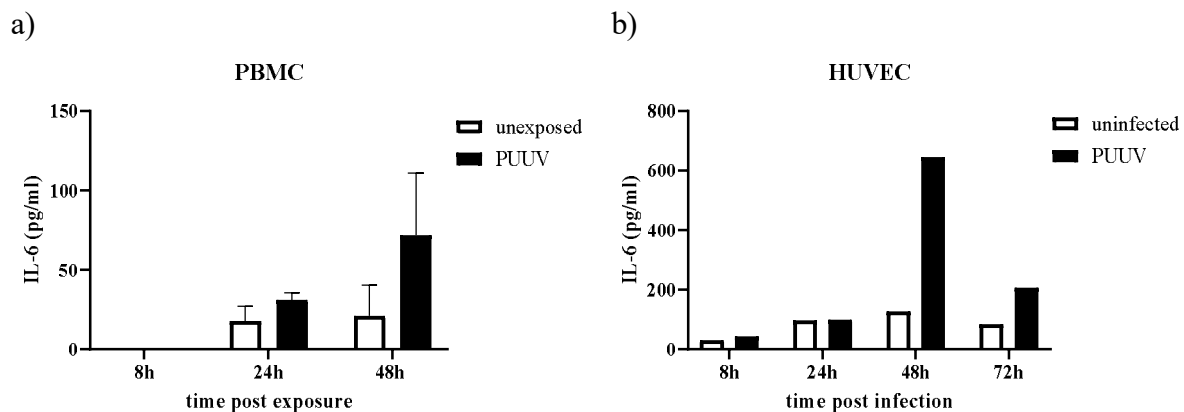 a)
PBMC
unexposed
PUUV
IL-6 (pg/ml)
150
100
50
0
8h
24h
48h
time post exposure
b)
HUVEC
uninfected
PUUV
IL-6 (pg/ml)
800
600
400
200
0
8h
24h
48h
72h
time post infection